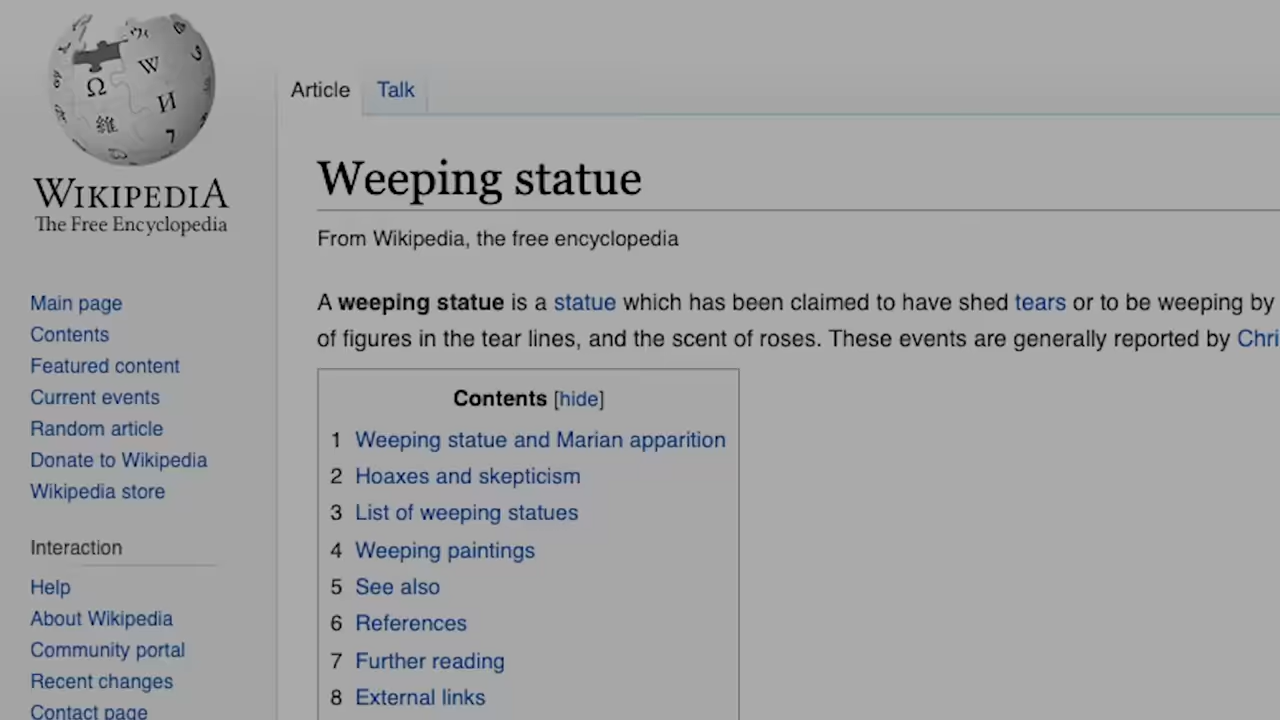 WIKIPEDIA
The Free Encyclopedia
Main page
Contents
Featured content
Current events
Random article
Donate to Wikipedia
Wikipedia store
Interaction
Help
About Wikipedia
Community portal
Recent changes
Contact page
Article Talk
Weeping statue
From Wikipedia, the free encyclopedia
A weeping statue is a statue which has been claimed to have shed tears or to be weeping by
of figures in the tear lines, and the scent of roses. These events are generally reported by Chri
Contents [hide]
1 Weeping statue and Marian apparition
2 Hoaxes and skepticism
3 List of weeping statues
4 Weeping paintings
5 See also
6 References
7 Further reading
8 External links